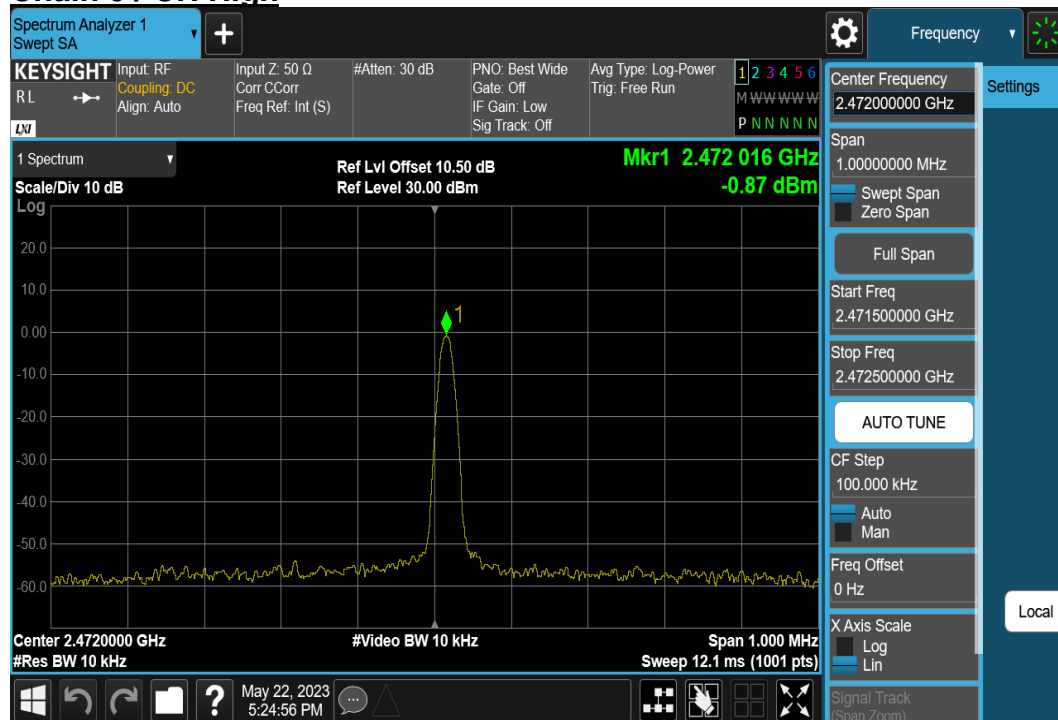 Spectrum Analyzer 1
Swept SA
Frequency
KEYSIGHT
RL
LXI
Input: RF
Coupling: DC
Align: Auto
Input Z: 50 Ω
Corr CCorr
Freq Ref: Int (S)
#Atten: 30 dB
PNO: Best Wide
Gate: Off
IF Gain: Low
Sig Track: Off
Avg Type: Log-Power
Trig: Free Run
1 2 3 4 5 6
M W W W W W
P N N N N N
1 Spectrum
Scale/Div 10 dB
Log
Ref Lvl Offset 10.50 dB
Ref Level 30.00 dBm
Mkr1 2.472 016 GHz
-0.87 dBm
1
20.0
10.0
0.00
-10.0
-20.0
-30.0
-40.0
-50.0
-60.0
Center 2.4720000 GHz
#Res BW 10 kHz
#Video BW 10 kHz
Span 1.000 MHz
Sweep 12.1 ms (1001 pts)
?
May 22, 2023
5:24:56 PM
Center Frequency
2.472000000 GHz
Span
1.00000000 MHz
Swept Span
Zero Span
Full Span
Start Freq
2.471500000 GHz
Stop Freq
2.472500000 GHz
AUTO TUNE
CF Step
100.000 kHz
Auto
Man
Freq Offset
0 Hz
X Axis Scale
Log
Lin
Signal Track
(Span Zoom)
Settings
Local